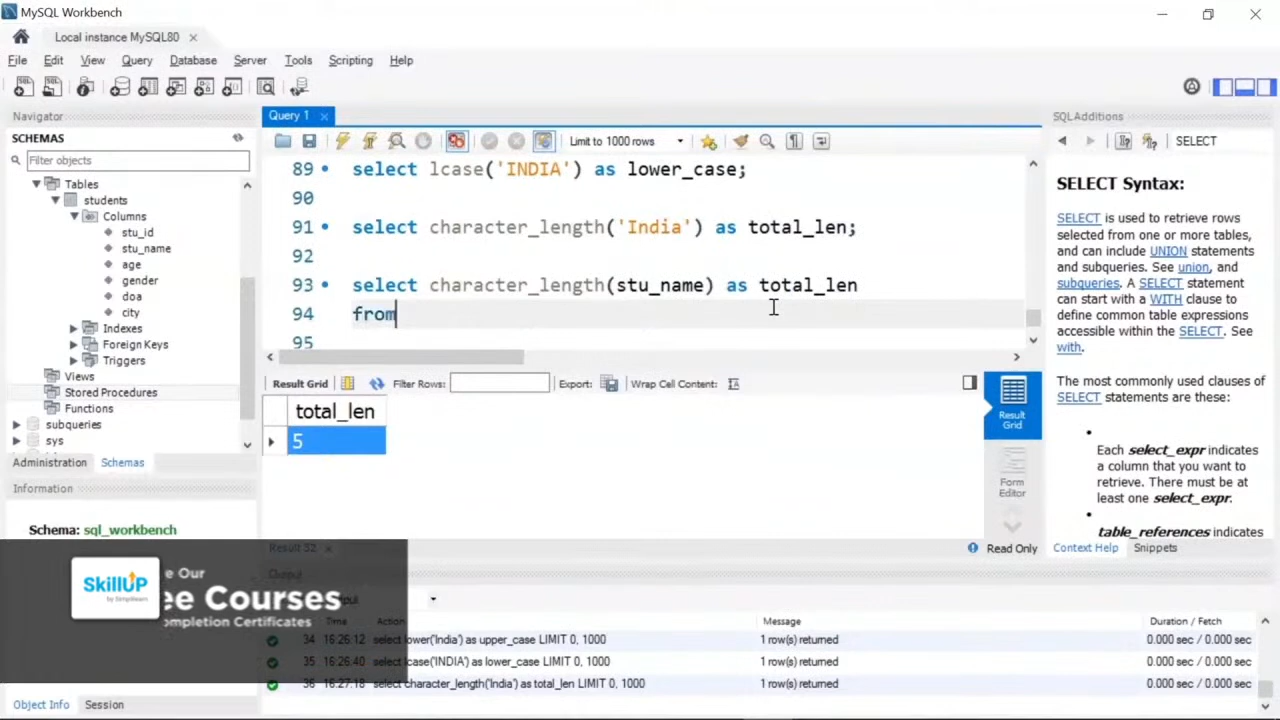 MySQL Workbench
Local instance MySQL80
File Edit View Query Database Server Tools Scripting Help
Navigator
SCHEMAS
Filter objects
Tables
students
Columns
stu_id
stu_name
age
gender
doa
city
Indexes
Foreign Keys
Triggers
Views
Stored Procedures
Functions
subqueries
sys
Administration Schemas
Information
Schema: sql_workbench
Object Info Session
Query 1
Limit to 1000 rows
89 select lcase('INDIA') as lower_case;
90
91 select character_length('India') as total_len;
92
93 select character_length(stu_name) as total_len
94 from
95
Result Grid Filter Rows: Export: Wrap Cell Content:
total_len
5
Result Grid
Form Editor
Result 32
Read Only
Output
Time Action Message Duration / Fetch
34 16:26:12 select lower('India') as upper_case LIMIT 0, 1000 1 row(s) returned 0.000 sec / 0.000 sec
35 16:26:40 select lcase('INDIA') as lower_case LIMIT 0, 1000 1 row(s) returned 0.000 sec / 0.000 sec
36 16:27:18 select character_length('India') as total_len LIMIT 0, 1000 1 row(s) returned 0.000 sec / 0.000 sec
SQLAdditions
SELECT
SELECT Syntax:
SELECT is used to retrieve rows
selected from one or more tables,
and can include UNION statements
and subqueries. See union, and
subqueries. A SELECT statement
can start with a WITH clause to
define common table expressions
accessible within the SELECT. See
with.
The most commonly used clauses of
SELECT statements are these:
Each select_expr indicates
a column that you want to
retrieve. There must be at
least one select_expr.
table_references indicates
Context Help Snippets
SkillUP
by Simplilearn
e Our
ee Courses
ompletion Certificates